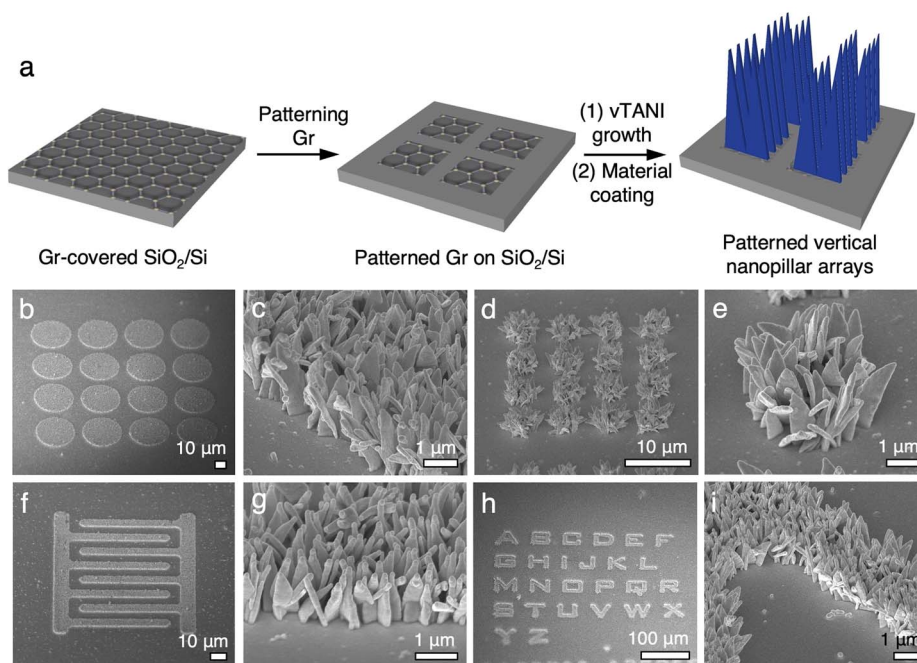 a
Patterning
Gr
(1) vTANI
growth
(2) Material
coating
Gr-covered SiO₂/Si
Patterned Gr on SiO₂/Si
Patterned vertical
nanopillar arrays
b
10 μm
c
1 μm
d
10 μm
e
1 μm
f
10 μm
g
1 μm
h
A B C D E F
G H I J K L
M N O P Q R
S T U V W X
Y Z
100 μm
i
1 μm